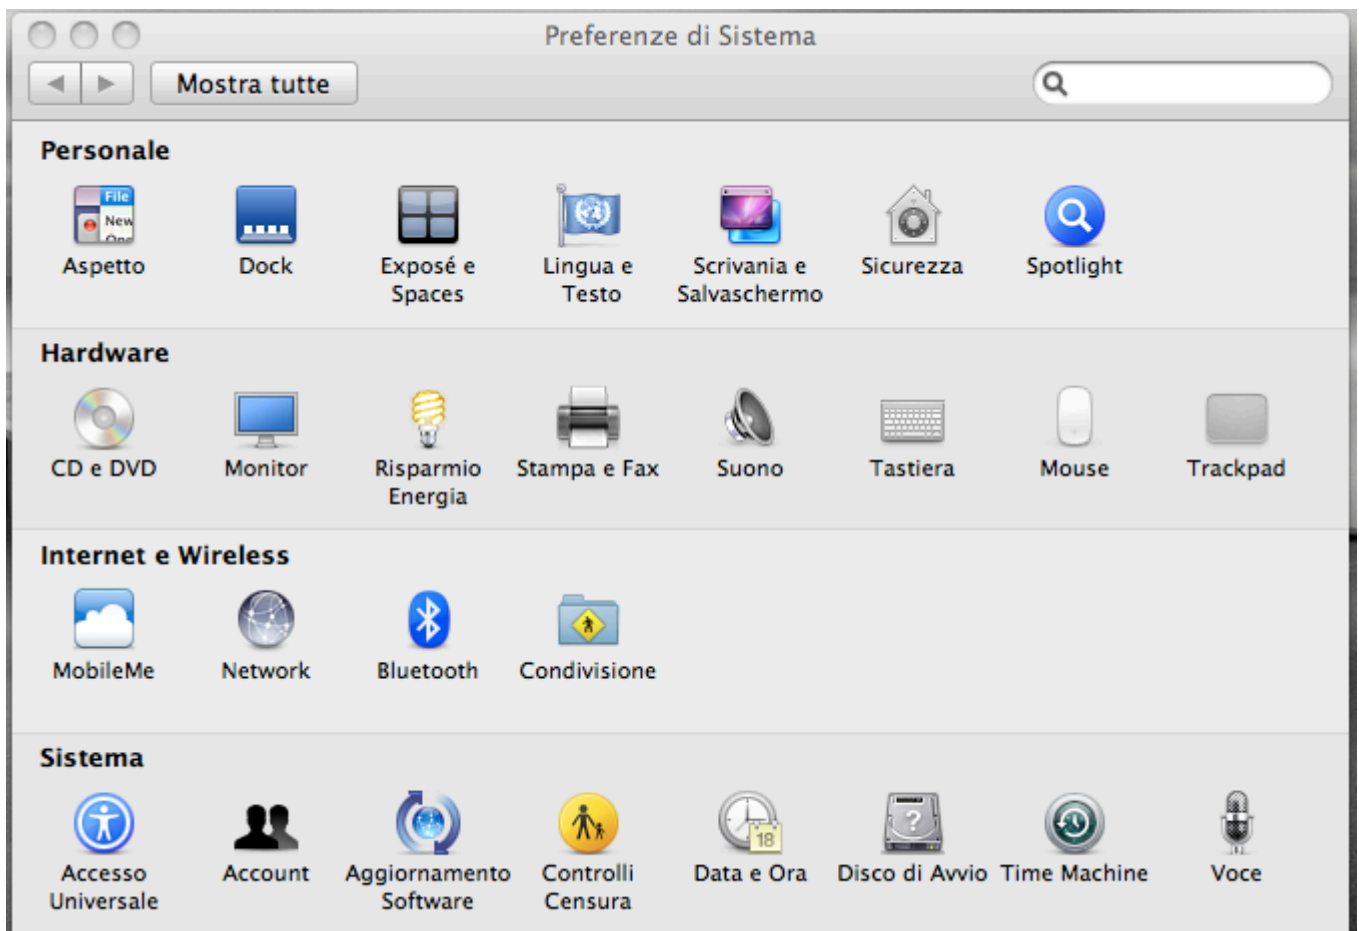 Preferenze di Sistema
Mostra tutte
Personale
File
New
One
Aspetto
Dock
Exposé e
Spaces
Lingua e
Testo
Scrivania e
Salvaschermo
Sicurezza
Spotlight
Hardware
CD e DVD
Monitor
Risparmio
Energia
Stampa e Fax
Suono
Tastiera
Mouse
Trackpad
Internet e Wireless
MobileMe
Network
Bluetooth
Condivisione
Sistema
Accesso
Universale
Account
Aggiornamento
Software
Controlli
Censura
18
Data e Ora
?
Disco di Avvio
Time Machine
Voce